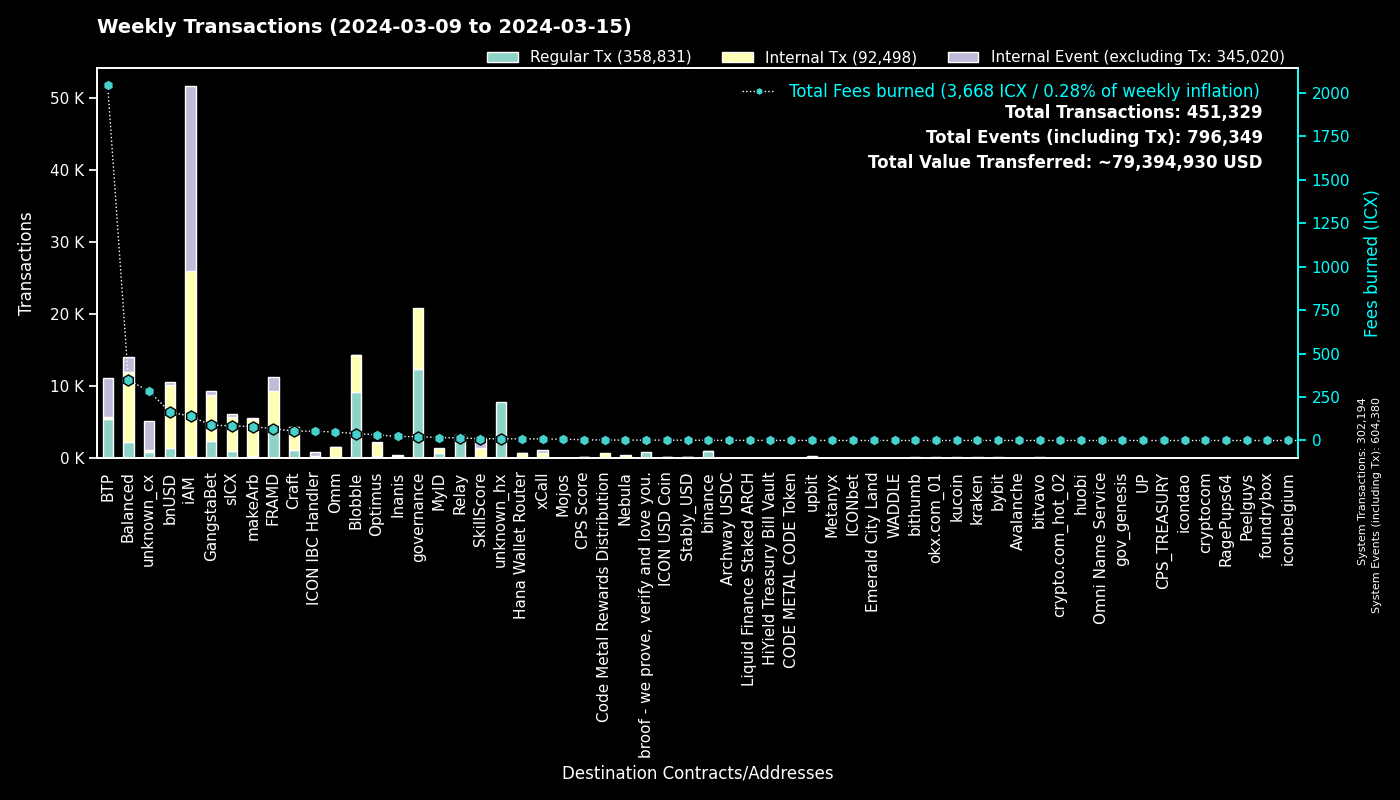 Weekly Transactions (2024-03-09 to 2024-03-15)
Regular Tx (358,831)
Internal Tx (92,498)
Internal Event (excluding Tx: 345,020)
Total Fees burned (3,668 ICX / 0.28% of weekly inflation)
Total Transactions: 451,329
Total Events (including Tx): 796,349
Total Value Transferred: ~79,394,930 USD
Transactions
50 K
40 K
30 K
20 K
10 K
0 K
2000
1750
1500
1250
1000
750
500
250
0
Fees burned (ICX)
System Transactions: 302,194
System Events (including Tx): 604,380
BTP
Balanced
unknown_cx
bnUSD
iAM
GangstaBet
sICX
makeArb
FRAMD
Craft
ICON IBC Handler
Omm
Blobble
Optimus
Inanis
governance
MyID
Relay
SkillScore
unknown_hx
Hana Wallet Router
xCall
Mojos
CPS Score
Code Metal Rewards Distribution
Nebula
broof - we prove, verify and love you.
ICON USD Coin
Stably_USD
binance
Archway USDC
Liquid Finance Staked ARCH
HiYield Treasury Bill Vault
CODE METAL CODE Token
upbit
Metanyx
ICONbet
Emerald City Land
WADDLE
bithumb
okx.com_01
kucoin
kraken
bybit
Avalanche
bitvavo
crypto.com_hot_02
huobi
Omni Name Service
gov_genesis
UP
CPS_TREASURY
icondao
cryptocom
RagePups64
Peelguys
foundrybox
iconbelgium
Destination Contracts/Addresses